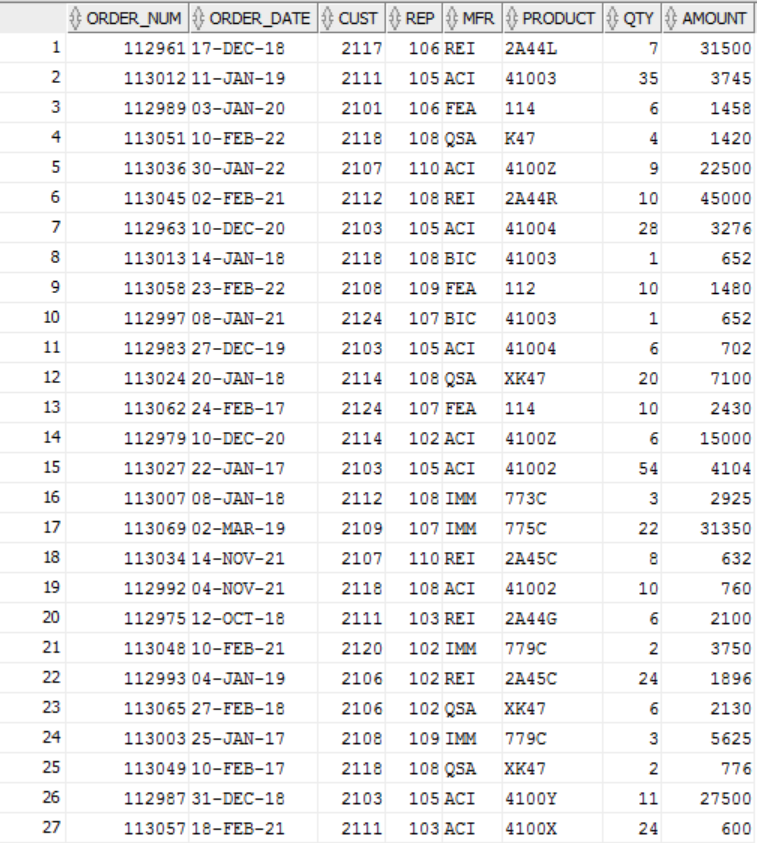 ORDER_NUM ORDER_DATE CUST REP MFR PRODUCT QTY AMOUNT
1 112961 17-DEC-18 2117 106 REI 2A44L 7 31500
2 113012 11-JAN-19 2111 105 ACI 41003 35 3745
3 112989 03-JAN-20 2101 106 FEA 114 6 1458
4 113051 10-FEB-22 2118 108 QSA K47 4 1420
5 113036 30-JAN-22 2107 110 ACI 4100Z 9 22500
6 113045 02-FEB-21 2112 108 REI 2A44R 10 45000
7 112963 10-DEC-20 2103 105 ACI 41004 28 3276
8 113013 14-JAN-18 2118 108 BIC 41003 1 652
9 113058 23-FEB-22 2108 109 FEA 112 10 1480
10 112997 08-JAN-21 2124 107 BIC 41003 1 652
11 112983 27-DEC-19 2103 105 ACI 41004 6 702
12 113024 20-JAN-18 2114 108 QSA XK47 20 7100
13 113062 24-FEB-17 2124 107 FEA 114 10 2430
14 112979 10-DEC-20 2114 102 ACI 4100Z 6 15000
15 113027 22-JAN-17 2103 105 ACI 41002 54 4104
16 113007 08-JAN-18 2112 108 IMM 773C 3 2925
17 113069 02-MAR-19 2109 107 IMM 775C 22 31350
18 113034 14-NOV-21 2107 110 REI 2A45C 8 632
19 112992 04-NOV-21 2118 108 ACI 41002 10 760
20 112975 12-OCT-18 2111 103 REI 2A44G 6 2100
21 113048 10-FEB-21 2120 102 IMM 779C 2 3750
22 112993 04-JAN-19 2106 102 REI 2A45C 24 1896
23 113065 27-FEB-18 2106 102 QSA XK47 6 2130
24 113003 25-JAN-17 2108 109 IMM 779C 3 5625
25 113049 10-FEB-17 2118 108 QSA XK47 2 776
26 112987 31-DEC-18 2103 105 ACI 4100Y 11 27500
27 113057 18-FEB-21 2111 103 ACI 4100X 24 600